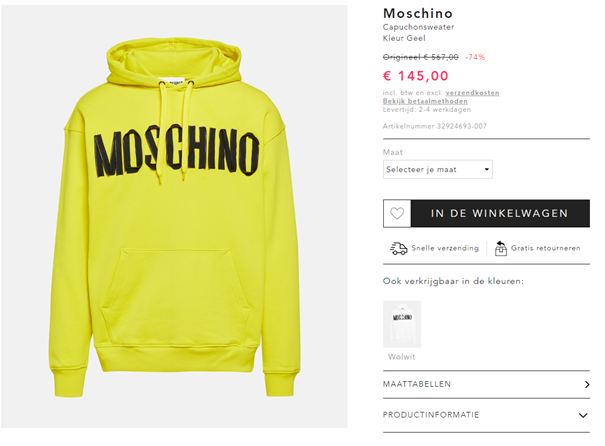 MOSCHINO
Moschino
Capuchonsweater
Kleur Geel
Origineel € 567,00 -74%
€ 145,00
incl. btw en excl. verzendkosten
Bekijk betaalmethoden
Levertijd: 2-4 werkdagen
Artikelnummer 32924693-007
Maat
Selecteer je maat
IN DE WINKELWAGEN
Snelle verzending
Gratis retourneren
Ook verkrijgbaar in de kleuren:
MOSCHINO
Wolwit
MAATTABELLEN
PRODUCTINFORMATIE